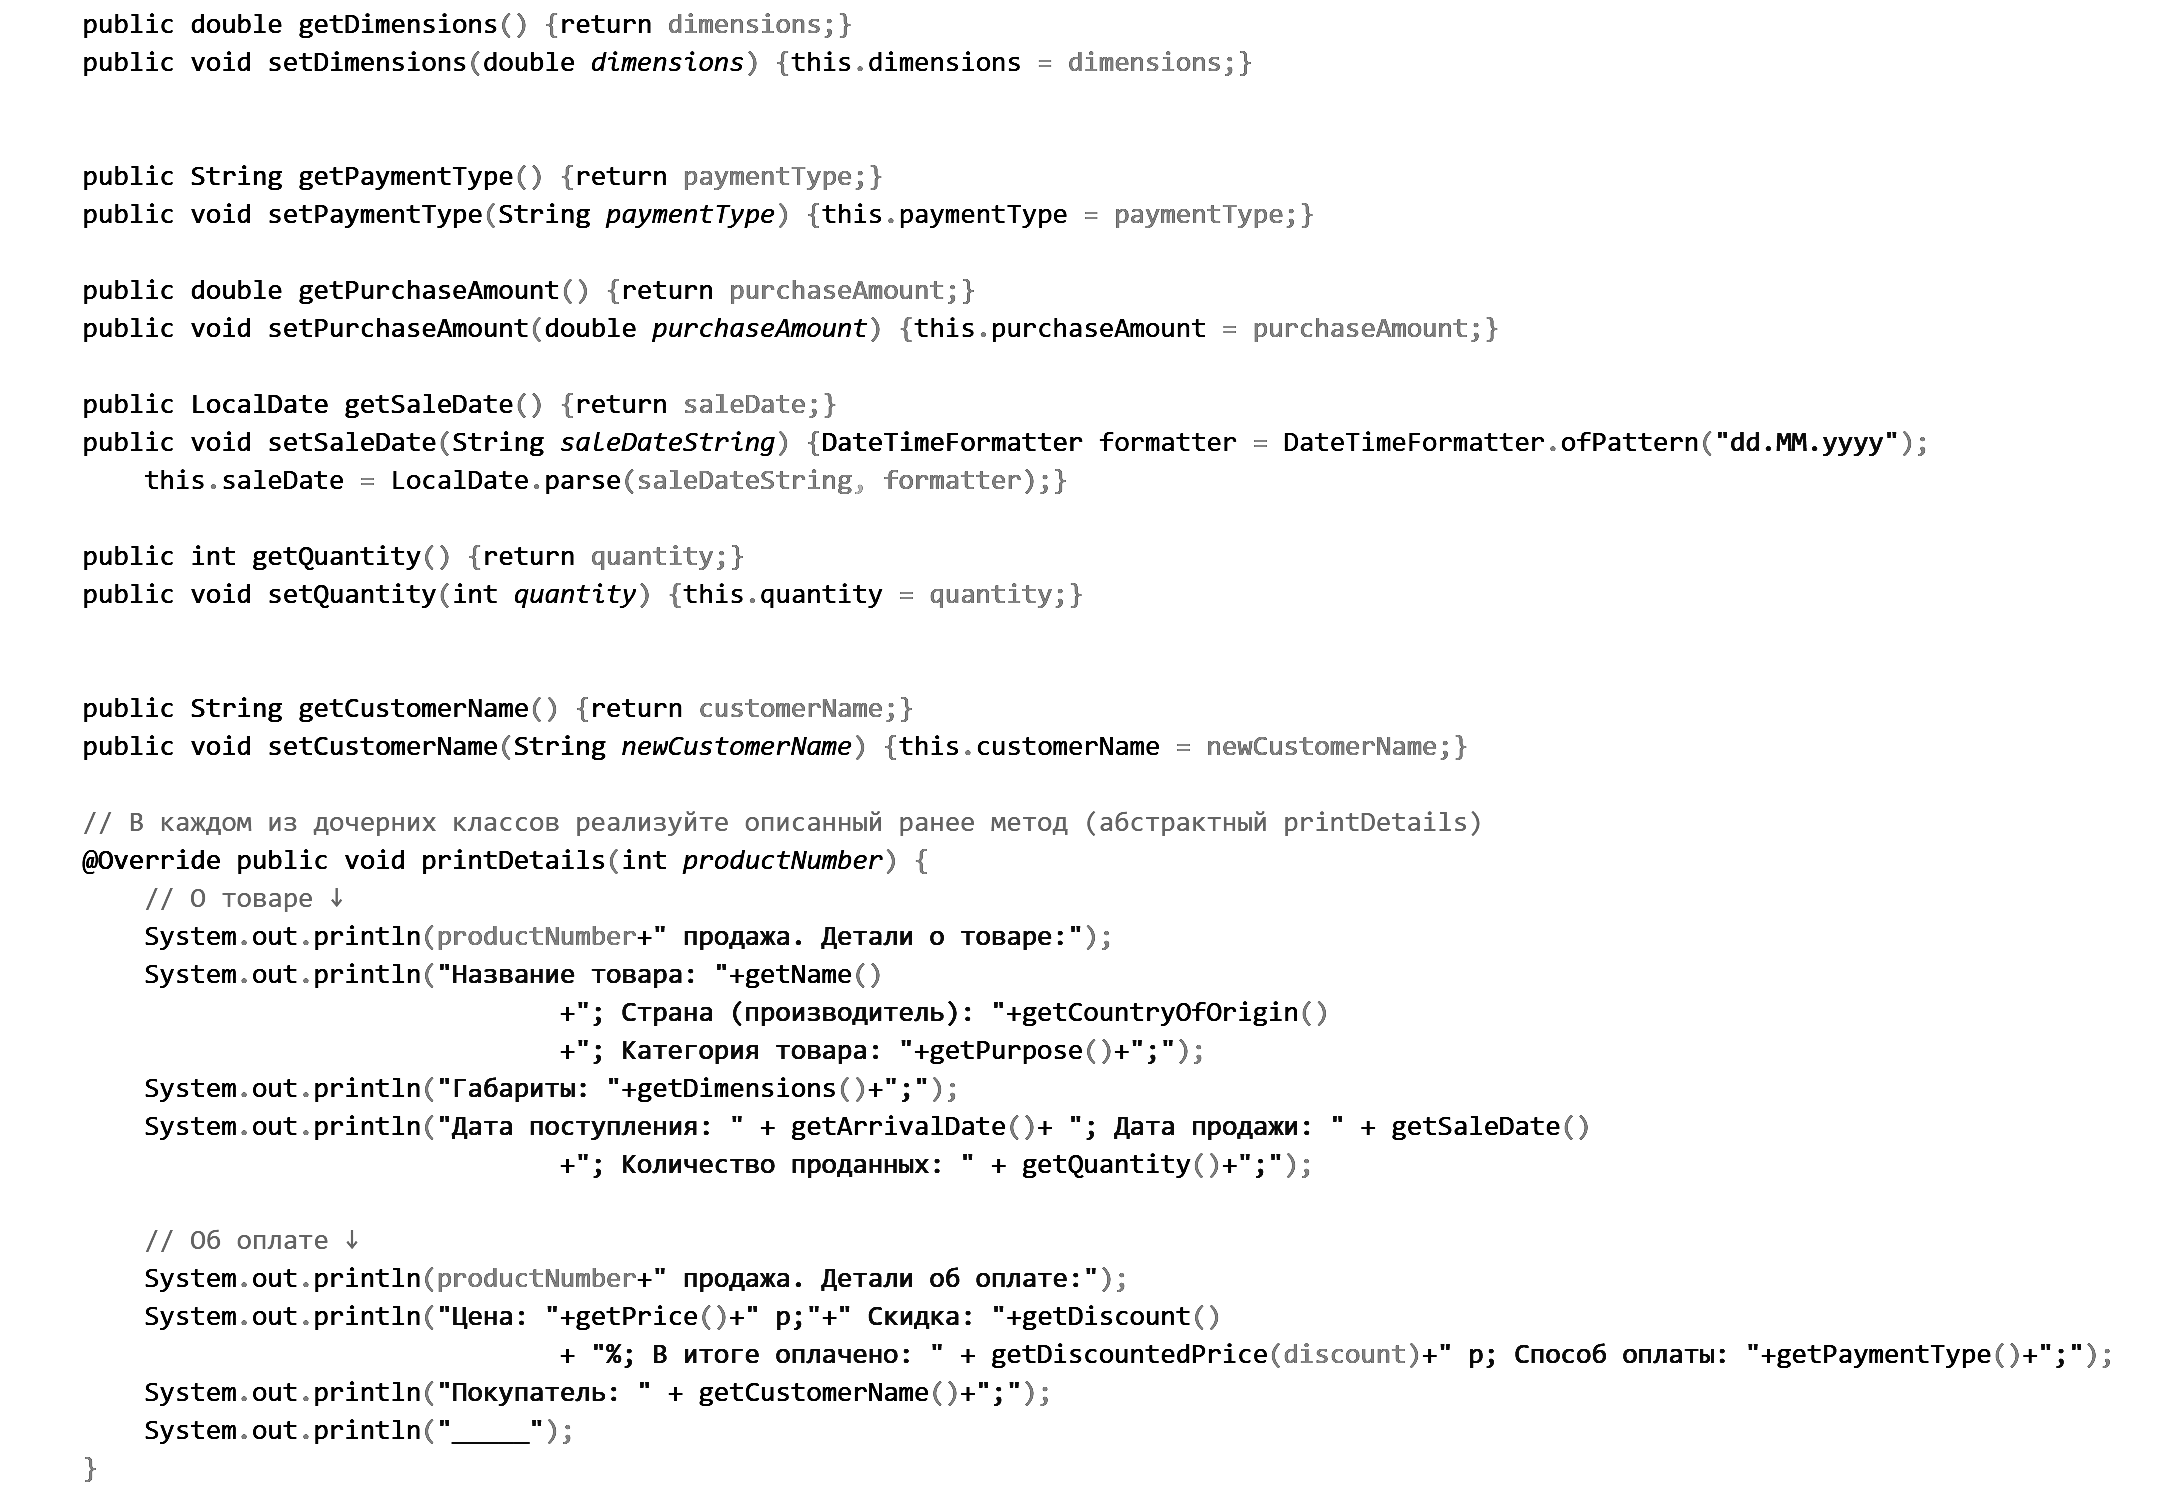 public double getDimensions() {return dimensions;}
public void setDimensions(double dimensions) {this.dimensions = dimensions;}
public String getPaymentType() {return paymentType;}
public void setPaymentType(String paymentType) {this.paymentType = paymentType;}
public double getPurchaseAmount() {return purchaseAmount;}
public void setPurchaseAmount(double purchaseAmount) {this.purchaseAmount = purchaseAmount;}
public LocalDate getSaleDate() {return saleDate;}
public void setSaleDate(String saleDateString) {DateTimeFormatter formatter = DateTimeFormatter.ofPattern("dd.MM.yyyy");
    this.saleDate = LocalDate.parse(saleDateString, formatter);}
public int getQuantity() {return quantity;}
public void setQuantity(int quantity) {this.quantity = quantity;}
public String getCustomerName() {return customerName;}
public void setCustomerName(String newCustomerName) {this.customerName = newCustomerName;}
// В каждом из дочерних классов реализуйте описанный ранее метод (абстрактный printDetails)
@Override public void printDetails(int productNumber) {
    // О товаре ↓
    System.out.println(productNumber+" продажа. Детали о товаре:");
    System.out.println("Название товара: "+getName()
                               +"; Страна (производитель): "+getCountryOfOrigin()
                               +"; Категория товара: "+getPurpose()+";");
    System.out.println("Габариты: "+getDimensions()+";");
    System.out.println("Дата поступления: " + getArrivalDate()+ "; Дата продажи: " + getSaleDate()
                               +"; Количество проданных: " + getQuantity()+";");
    // Об оплате ↓
    System.out.println(productNumber+" продажа. Детали об оплате:");
    System.out.println("Цена: "+getPrice()+" р;"+" Скидка: "+getDiscount()
                               + "%; В итоге оплачено: " + getDiscountedPrice(discount)+" р; Способ оплаты: "+getPaymentType()+";");
    System.out.println("Покупатель: " + getCustomerName()+";");
    System.out.println("_____");
}